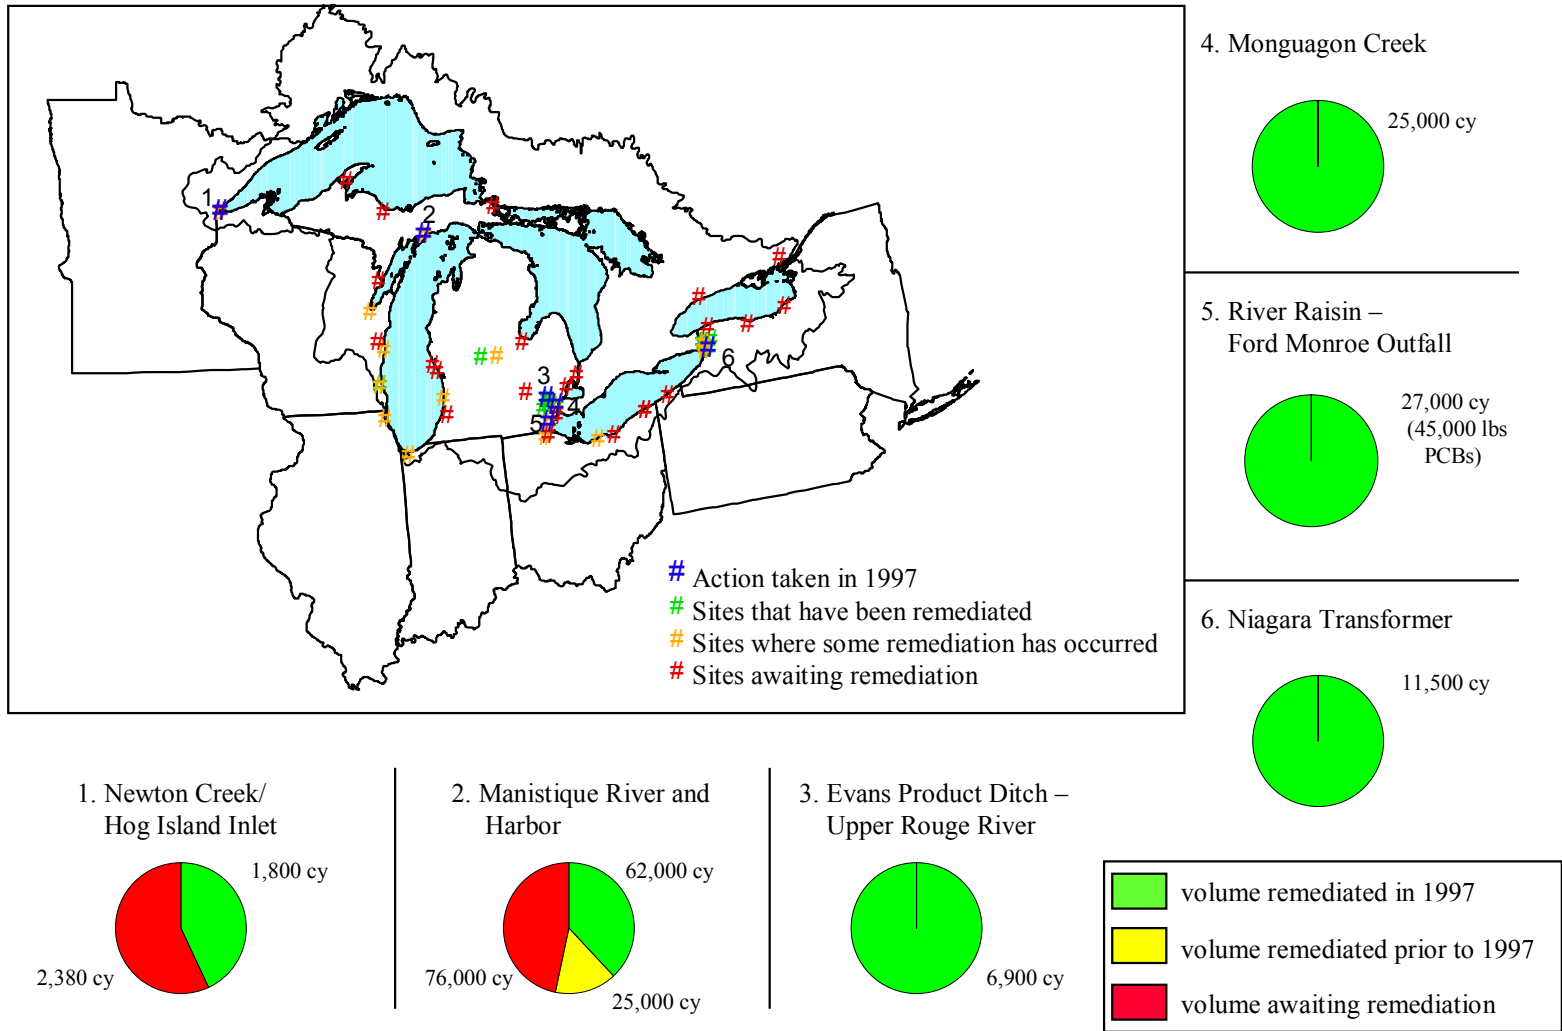 1
2
3
4
5
6
# Action taken in 1997
# Sites that have been remediated
# Sites where some remediation has occurred
# Sites awaiting remediation
4. Monguagon Creek
25,000 cy
5. River Raisin –
Ford Monroe Outfall
27,000 cy
(45,000 lbs
PCBs)
6. Niagara Transformer
11,500 cy
1. Newton Creek/
Hog Island Inlet
1,800 cy
2,380 cy
2. Manistique River and
Harbor
62,000 cy
76,000 cy
25,000 cy
3. Evans Product Ditch –
Upper Rouge River
6,900 cy
volume remediated in 1997
volume remediated prior to 1997
volume awaiting remediation